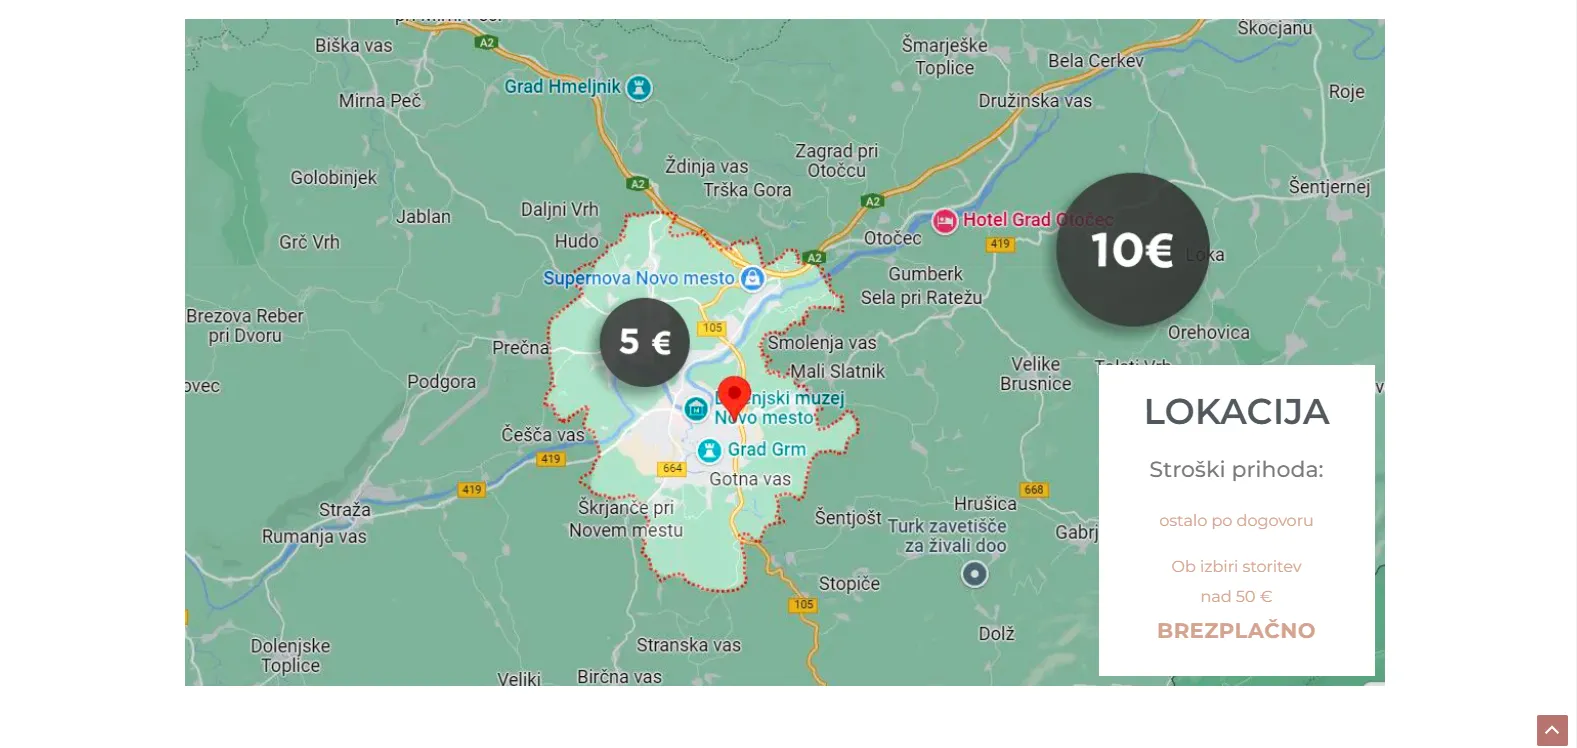 Škocjanu
Biška vas
A2
Šmarješke
Toplice
Bela Cerkev
Grad Hmeljnik
Mirna Peč
Družinska vas
Roje
Zagrad pri
Otočcu
Ždinja vas
Trška Gora
Golobinjek
A2
A2
Šentjernej
Jablan
Daljni Vrh
Hotel Grad Otočec
Grč Vrh
Hudo
Otočec
419
10€
Loka
A2
Supernova Novo mesto
Gumberk
Sela pri Ratežu
Brezova Reber
pri Dvoru
105
5 €
Orehovica
Prečna
Smolenja vas
Velike
Brusnice
Mali Slatnik
Podgora
muzej
Novo mesto
LOKACIJA
Stroški prihoda:
ostalo po dogovoru
Ob izbiri storitev
nad 50 €
BREZPLAČNO
Češča vas
Grad Grm
419
664
Gotna vas
419
668
Straža
Škrjanče pri
Novem mestu
Hrušica
Šentjošt
Turk zavetišče
za živali doo
Rumanja vas
Stopiče
105
Dolenjske
Toplice
Stranska vas
Dolž
Veliki
Birčna vas